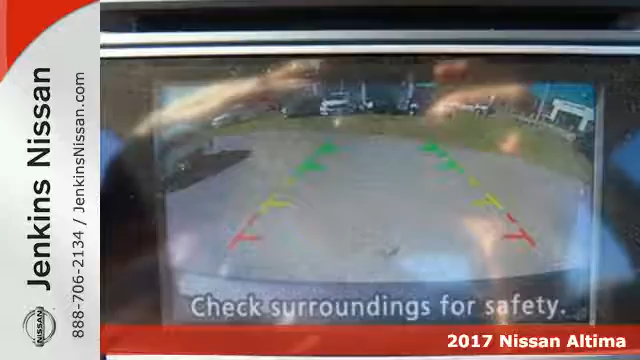 Jenkins Nissan
888-706-2134 / JenkinsNissan.com
NISSAN
Check surroundings for safety.
2017 Nissan Altima